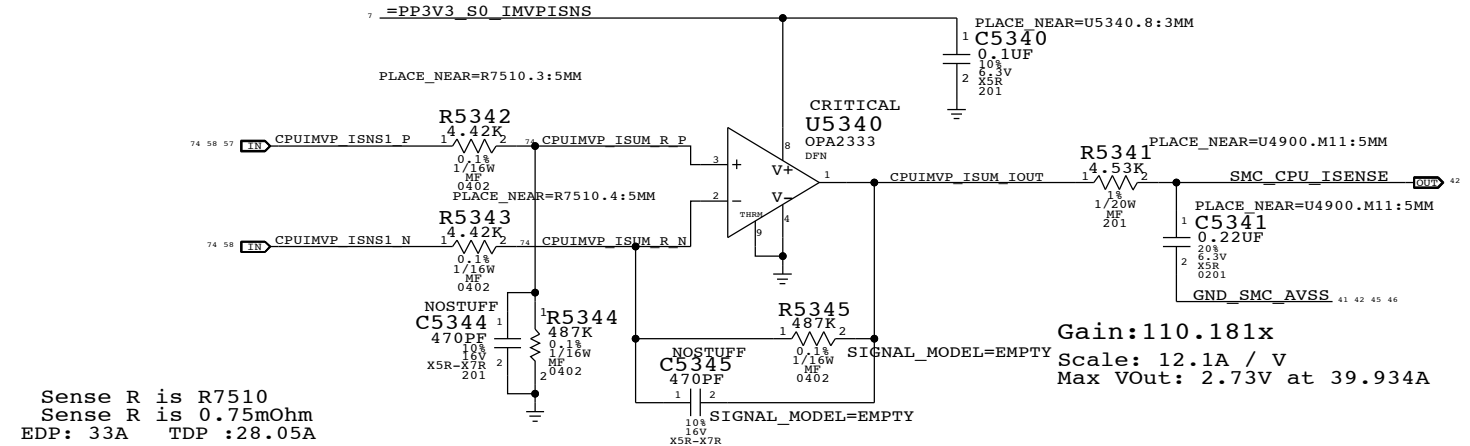 7 =PP3V3_S0_IMVPISNS
PLACE_NEAR=U5340.8:3MM
1 C5340
0.1UF
10%
6.3V
2 X5R
201
PLACE_NEAR=R7510.3:5MM
CRITICAL
U5340
OPA2333
DFN
8
V+
3 +
2 −
1
V−
THRM
9
4
R5342
4.42K
74 58 57 IN CPUIMVP_ISNS1_P 1 2 74 CPUIMVP_ISUM_R_P
0.1%
1/16W
MF
0402
PLACE_NEAR=R7510.4:5MM
R5343
4.42K
74 58 IN CPUIMVP_ISNS1_N 1 2 74 CPUIMVP_ISUM_R_N
0.1%
1/16W
MF
0402
CPUIMVP_ISUM_IOUT
PLACE_NEAR=U4900.M11:5MM
R5341
4.53K
1 2 SMC_CPU_ISENSE OUT 42
1%
1/20W
MF
201
PLACE_NEAR=U4900.M11:5MM
1 C5341
0.22UF
20%
6.3V
2 X5R
0201
GND_SMC_AVSS 41 42 45 46
NOSTUFF
C5344 1
470PF
10%
16V
X5R-X7R 2
201
1 R5344
487K
0.1%
1/16W
MF
2 0402
R5345
487K
1 2
0.1%
1/16W
MF
0402
SIGNAL_MODEL=EMPTY
NOSTUFF
C5345
470PF
1 2
10%
16V
X5R-X7R
SIGNAL_MODEL=EMPTY
Gain:110.181x
Scale: 12.1A / V
Max VOut: 2.73V at 39.934A
Sense R is R7510
Sense R is 0.75mOhm
EDP: 33A TDP :28.05A